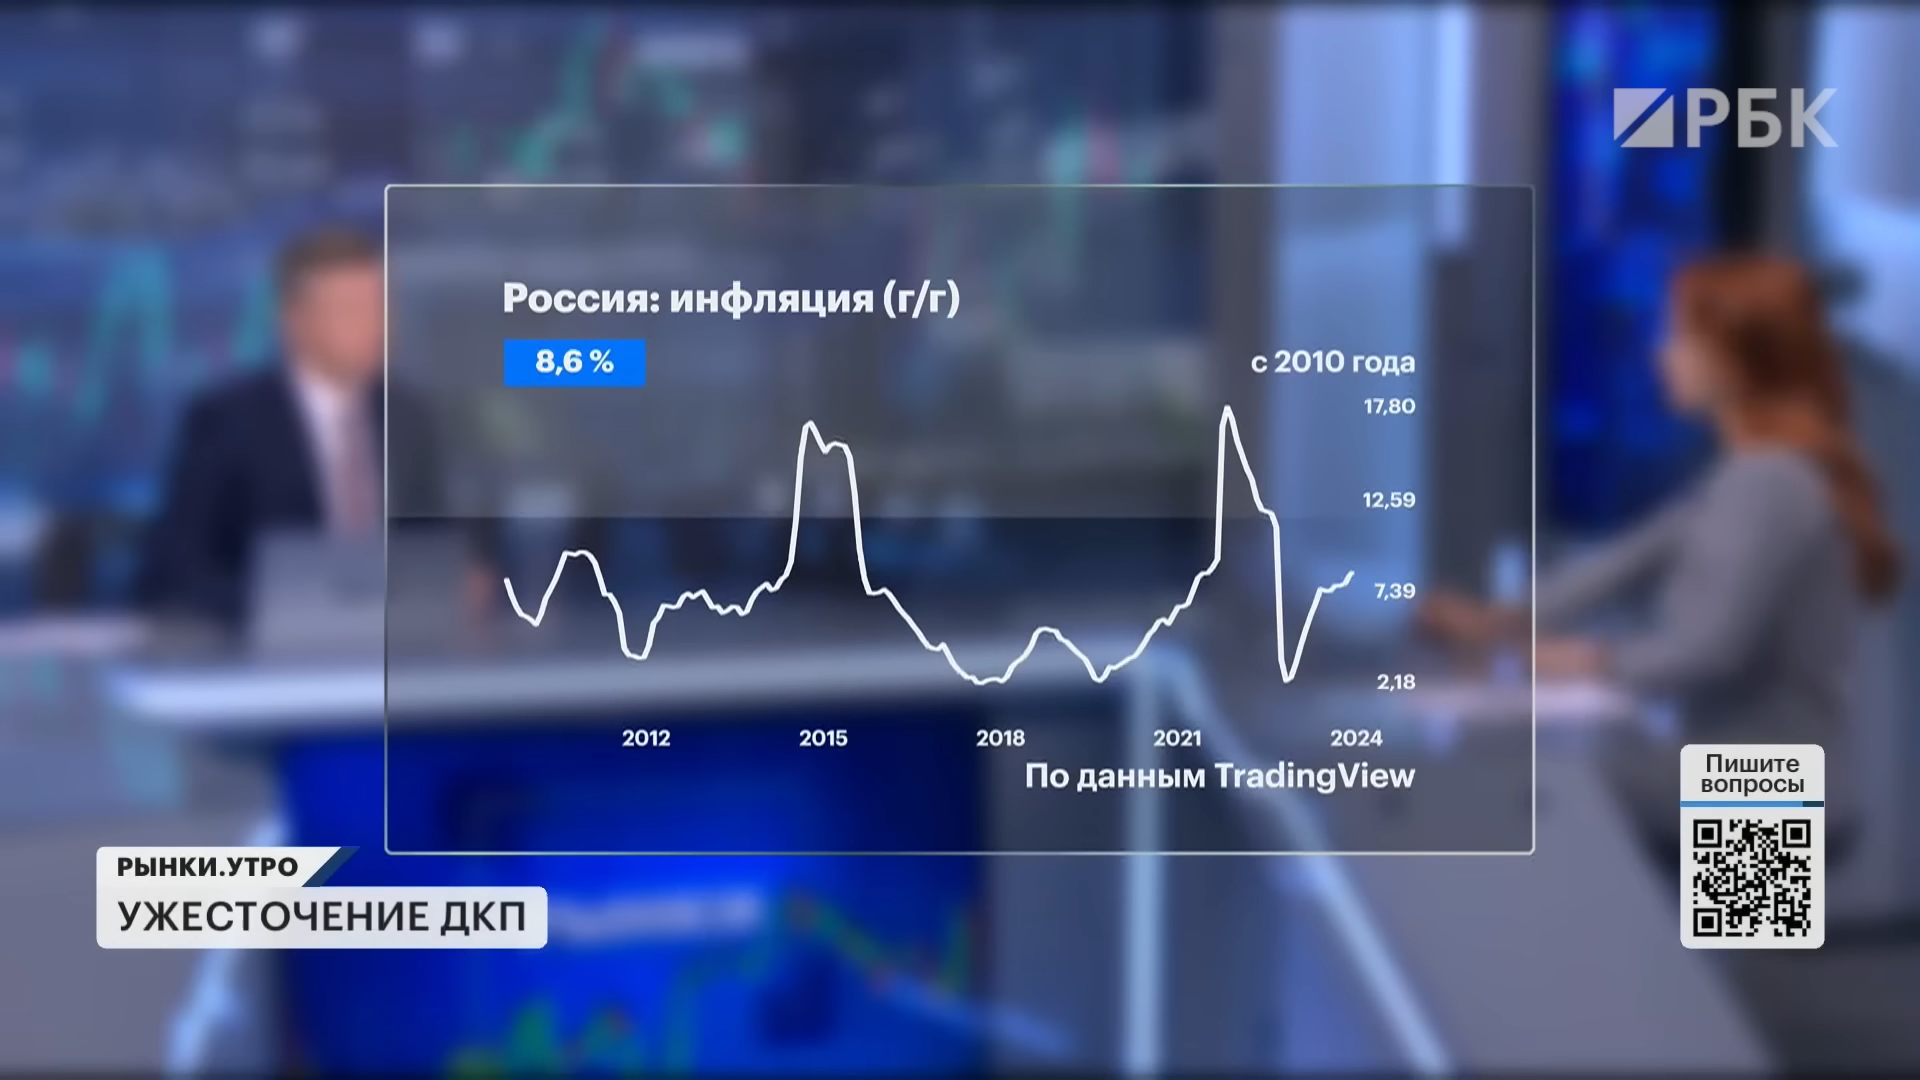 РБК
Россия: инфляция (г/г)
8,6 %
с 2010 года
17,80
12,59
7,39
2,18
2012 2015 2018 2021 2024
По данным TradingView
Пишите
вопросы
РЫНКИ.УТРО
УЖЕСТОЧЕНИЕ ДКП